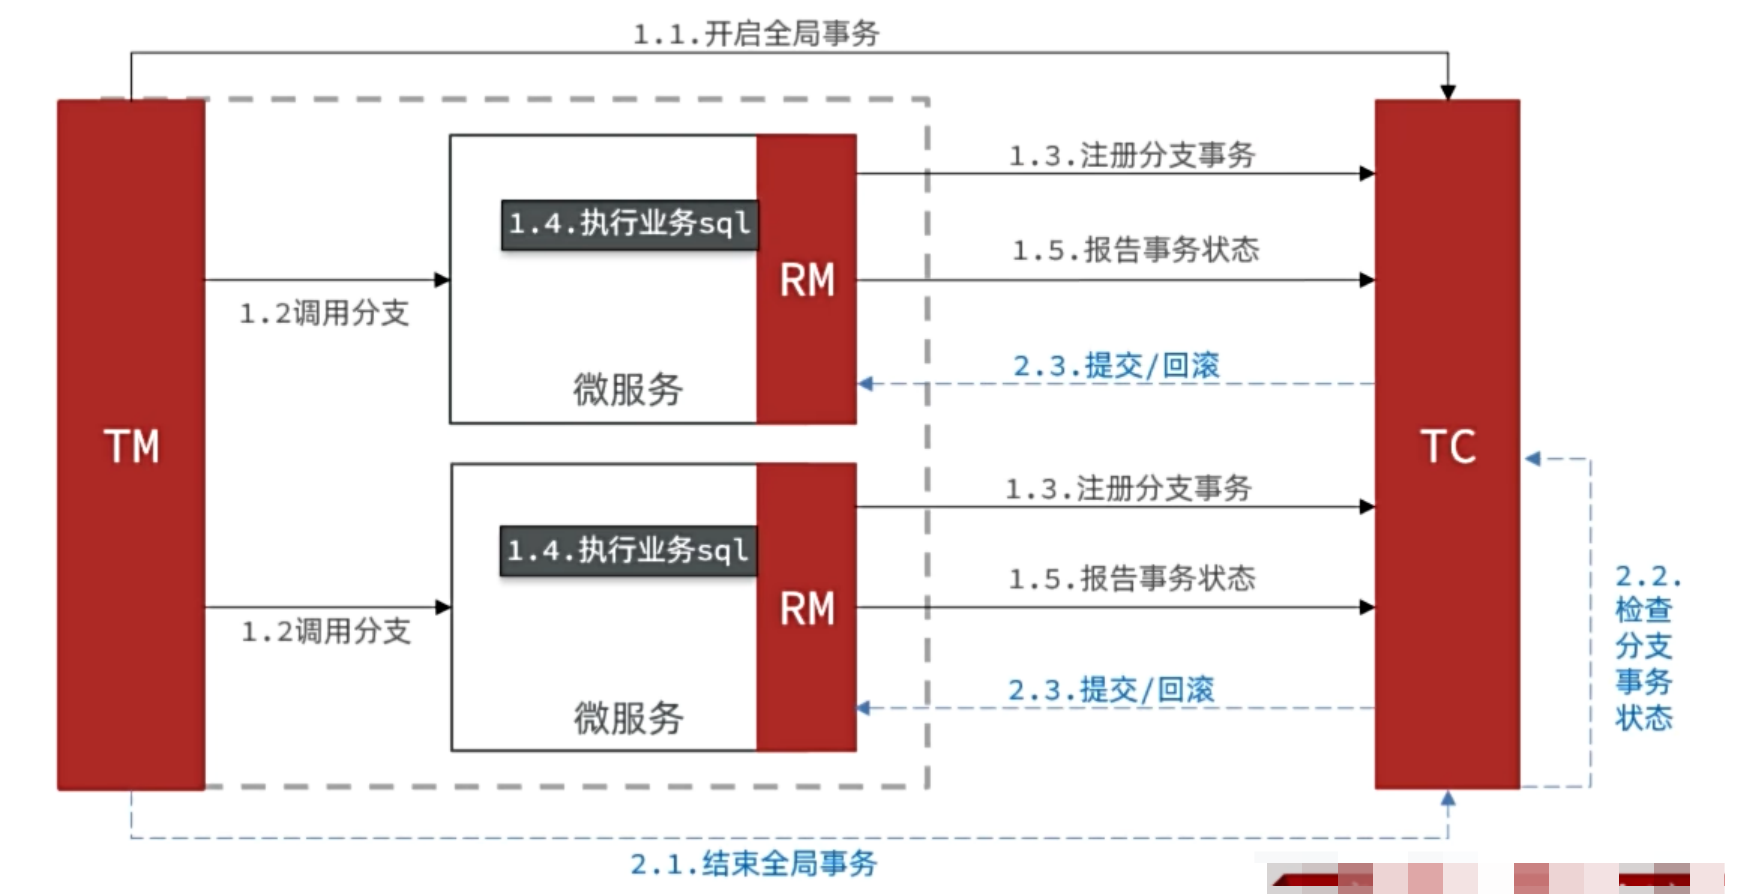 1.1.开启全局事务
1.3.注册分支事务
1.4.执行业务sql
1.5.报告事务状态
RM
1.2调用分支
2.3.提交/回滚
微服务
TM
TC
1.3.注册分支事务
1.4.执行业务sql
1.5.报告事务状态
2.2.
检查
分支
事务
状态
RM
1.2调用分支
2.3.提交/回滚
微服务
2.1.结束全局事务